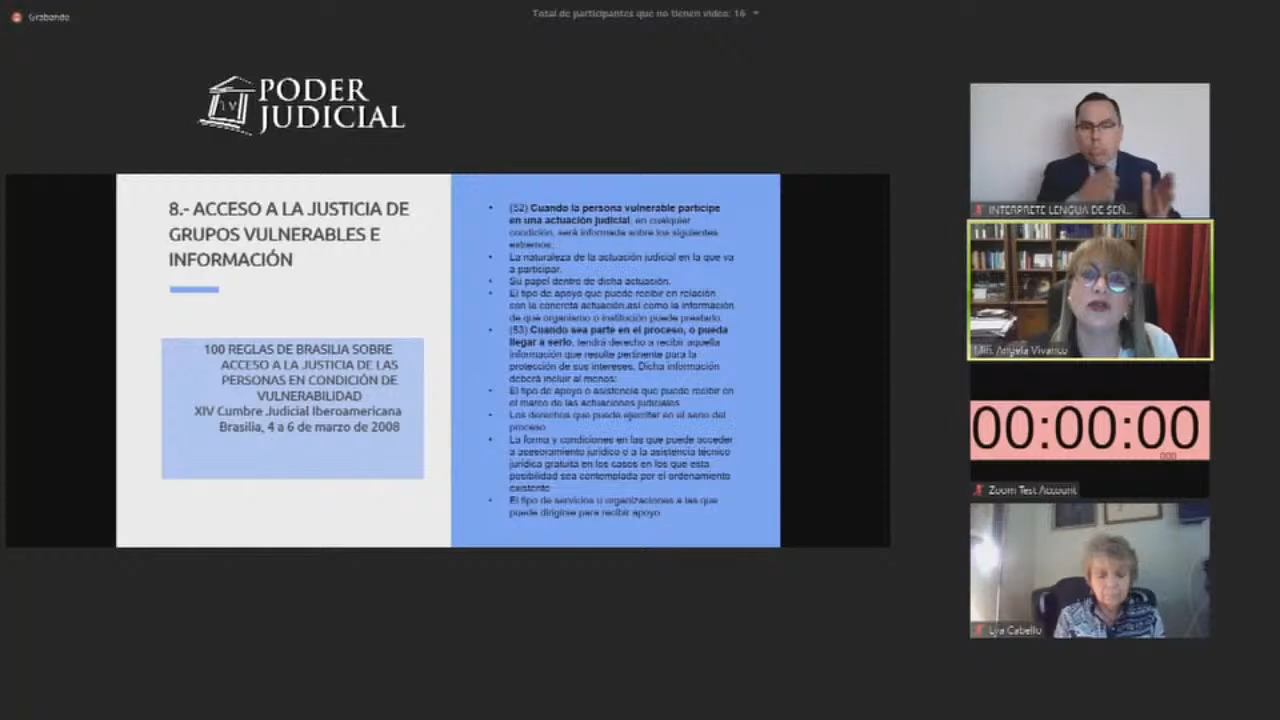 Grabando
Total de participantes que no tienen video: 16
PODER
JUDICIAL
8.- ACCESO A LA JUSTICIA DE
GRUPOS VULNERABLES E
INFORMACIÓN
100 REGLAS DE BRASILIA SOBRE
ACCESO A LA JUSTICIA DE LAS
PERSONAS EN CONDICIÓN DE
VULNERABILIDAD
XIV Cumbre Judicial Iberoamericana
Brasilia, 4 a 6 de marzo de 2008
• (52) Cuando la persona vulnerable participe
en una actuación judicial, en cualquier
condición, será informada sobre los siguientes
extremos:
• La naturaleza de la actuación judicial en la que va
a participar.
• Su papel dentro de dicha actuación.
• El tipo de apoyo que puede recibir en relación
con la concreta actuación,así como la información
de qué organismo o institución puede prestarlo.
• (53) Cuando sea parte en el proceso, o pueda
llegar a serlo, tendrá derecho a recibir aquella
información que resulte pertinente para la
protección de sus intereses. Dicha información
deberá incluir al menos:
• El tipo de apoyo o asistencia que puede recibir en
el marco de las actuaciones judiciales
• Los derechos que puede ejercitar en el seno del
proceso
• La forma y condiciones en las que puede acceder
a asesoramiento jurídico o a la asistencia técnico
jurídica gratuita en los casos en los que esta
posibilidad sea contemplada por el ordenamiento
existente
• El tipo de servicios u organizaciones a las que
puede dirigirse para recibir apoyo
INTERPRETE LENGUA DE SEÑ...
Min. Angela Vivanco
00:00:00
000
Zoom Test Account
Lya Cabello